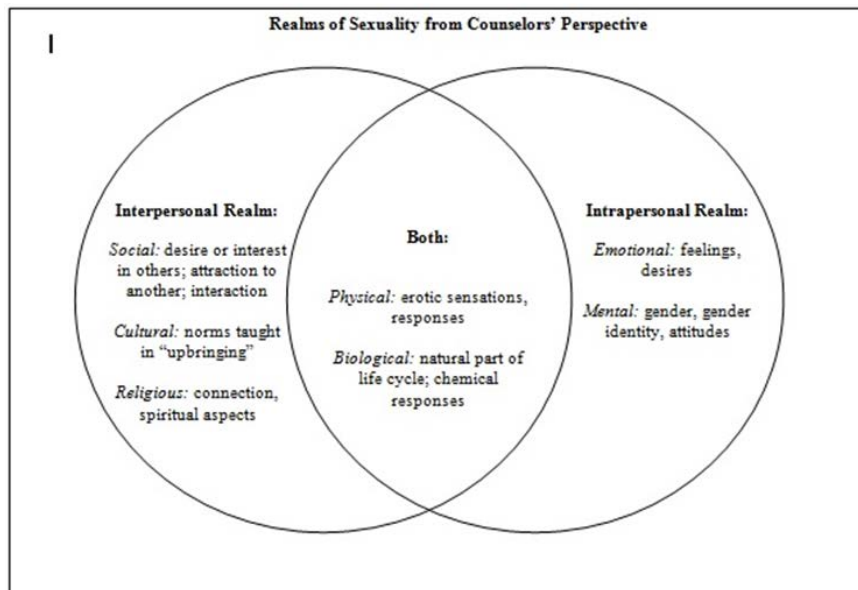 Realms of Sexuality from Counselors' Perspective
Interpersonal Realm:
Social: desire or interest
in others; attraction to
another; interaction
Cultural: norms taught
in “upbringing”
Religious: connection,
spiritual aspects
Both:
Physical: erotic sensations,
responses
Biological: natural part of
life cycle; chemical
responses
Intrapersonal Realm:
Emotional: feelings,
desires
Mental: gender, gender
identity, attitudes